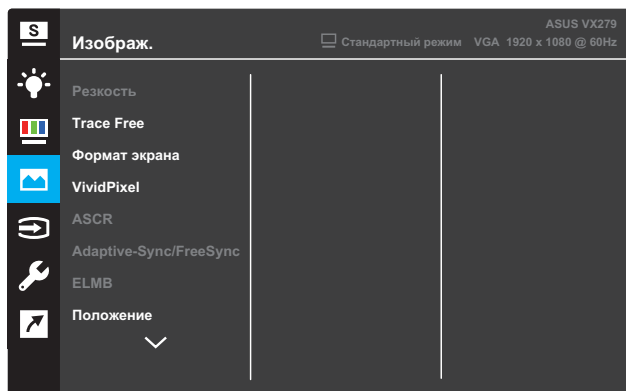 S
ASUS VX279
Изображ.
Стандартный режим VGA 1920 x 1080 @ 60Hz
Резкость
Trace Free
Формат экрана
VividPixel
ASCR
Adaptive-Sync/FreeSync
ELMB
Положение